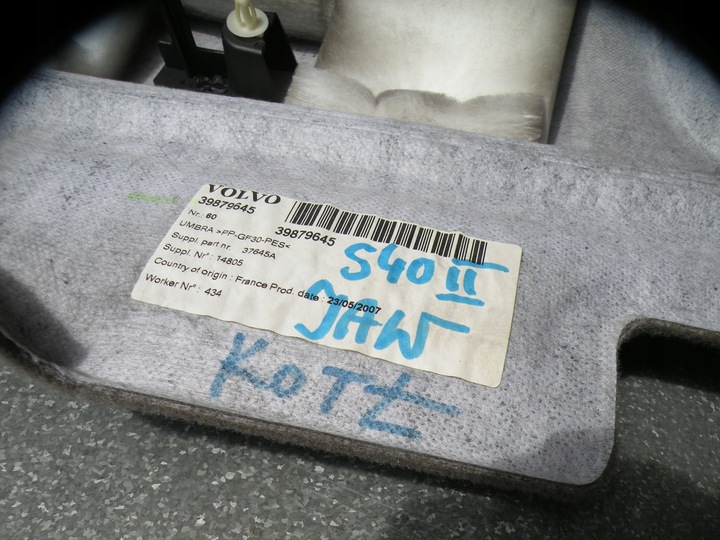 VOLVO
39879645
Nr.: 60
39879645
UMBRA >PP-GF30-PES<
Suppl. part nr. 37645A
Suppl. Nr°: 14805
Country of origin : France Prod. date : 23/05/2007
Worker Nr° : 434
S40 II
JAW